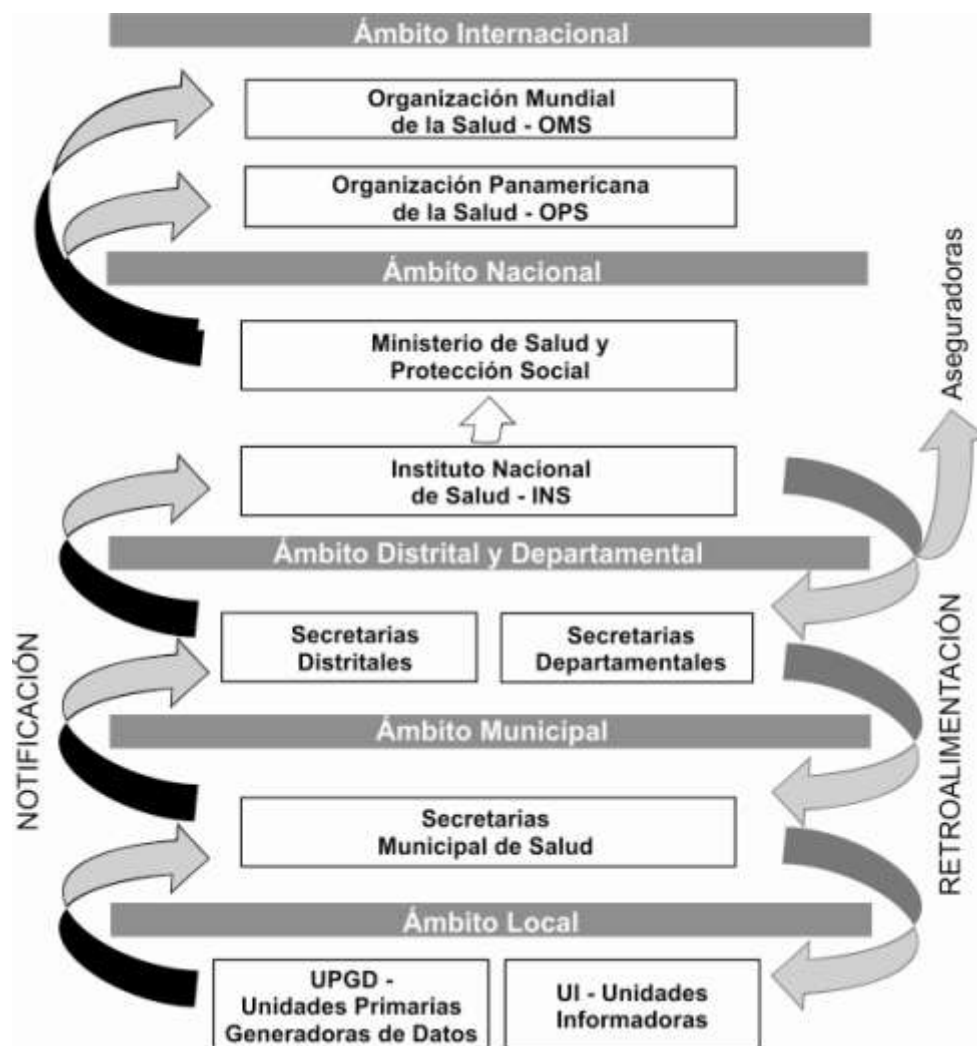 Ámbito Internacional
Organización Mundial
de la Salud - OMS
Organización Panamericana
de la Salud - OPS
Ámbito Nacional
Ministerio de Salud y
Protección Social
Aseguradoras
Instituto Nacional
de Salud - INS
Ámbito Distrital y Departamental
Secretarias
Distritales
Secretarias
Departamentales
NOTIFICACIÓN
RETROALIMENTACIÓN
Ámbito Municipal
Secretarias
Municipal de Salud
Ámbito Local
UPGD -
Unidades Primarias
Generadoras de Datos
UI - Unidades
Informadoras